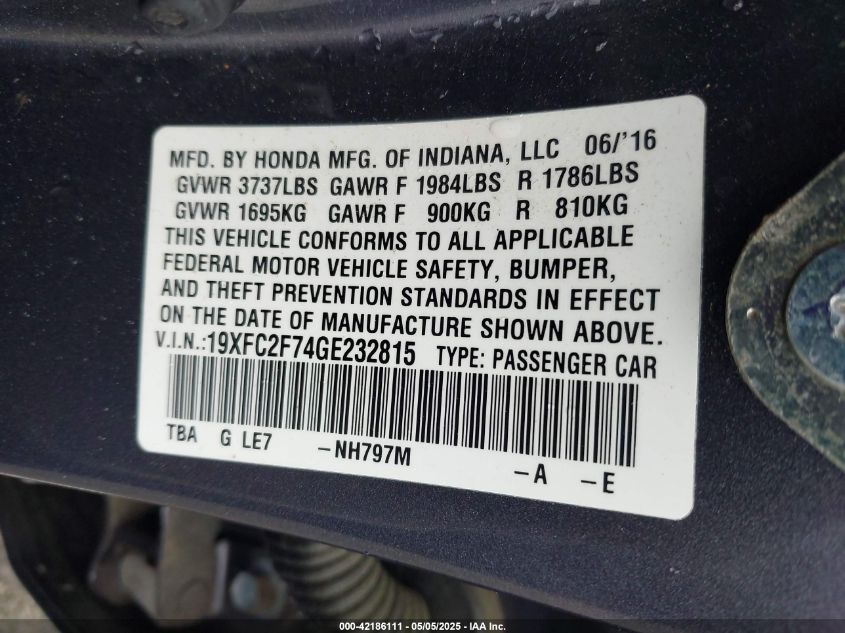 MFD. BY HONDA MFG. OF INDIANA, LLC 06/'16
GVWR 3737LBS GAWR F 1984LBS R 1786LBS
GVWR 1695KG GAWR F 900KG R 810KG
THIS VEHICLE CONFORMS TO ALL APPLICABLE
FEDERAL MOTOR VEHICLE SAFETY, BUMPER,
AND THEFT PREVENTION STANDARDS IN EFFECT
ON THE DATE OF MANUFACTURE SHOWN ABOVE.
V.I.N.:19XFC2F74GE232815 TYPE: PASSENGER CAR
TBA G LE7 -NH797M -A -E
000-42186111 - 05/05/2025 - IAA Inc.